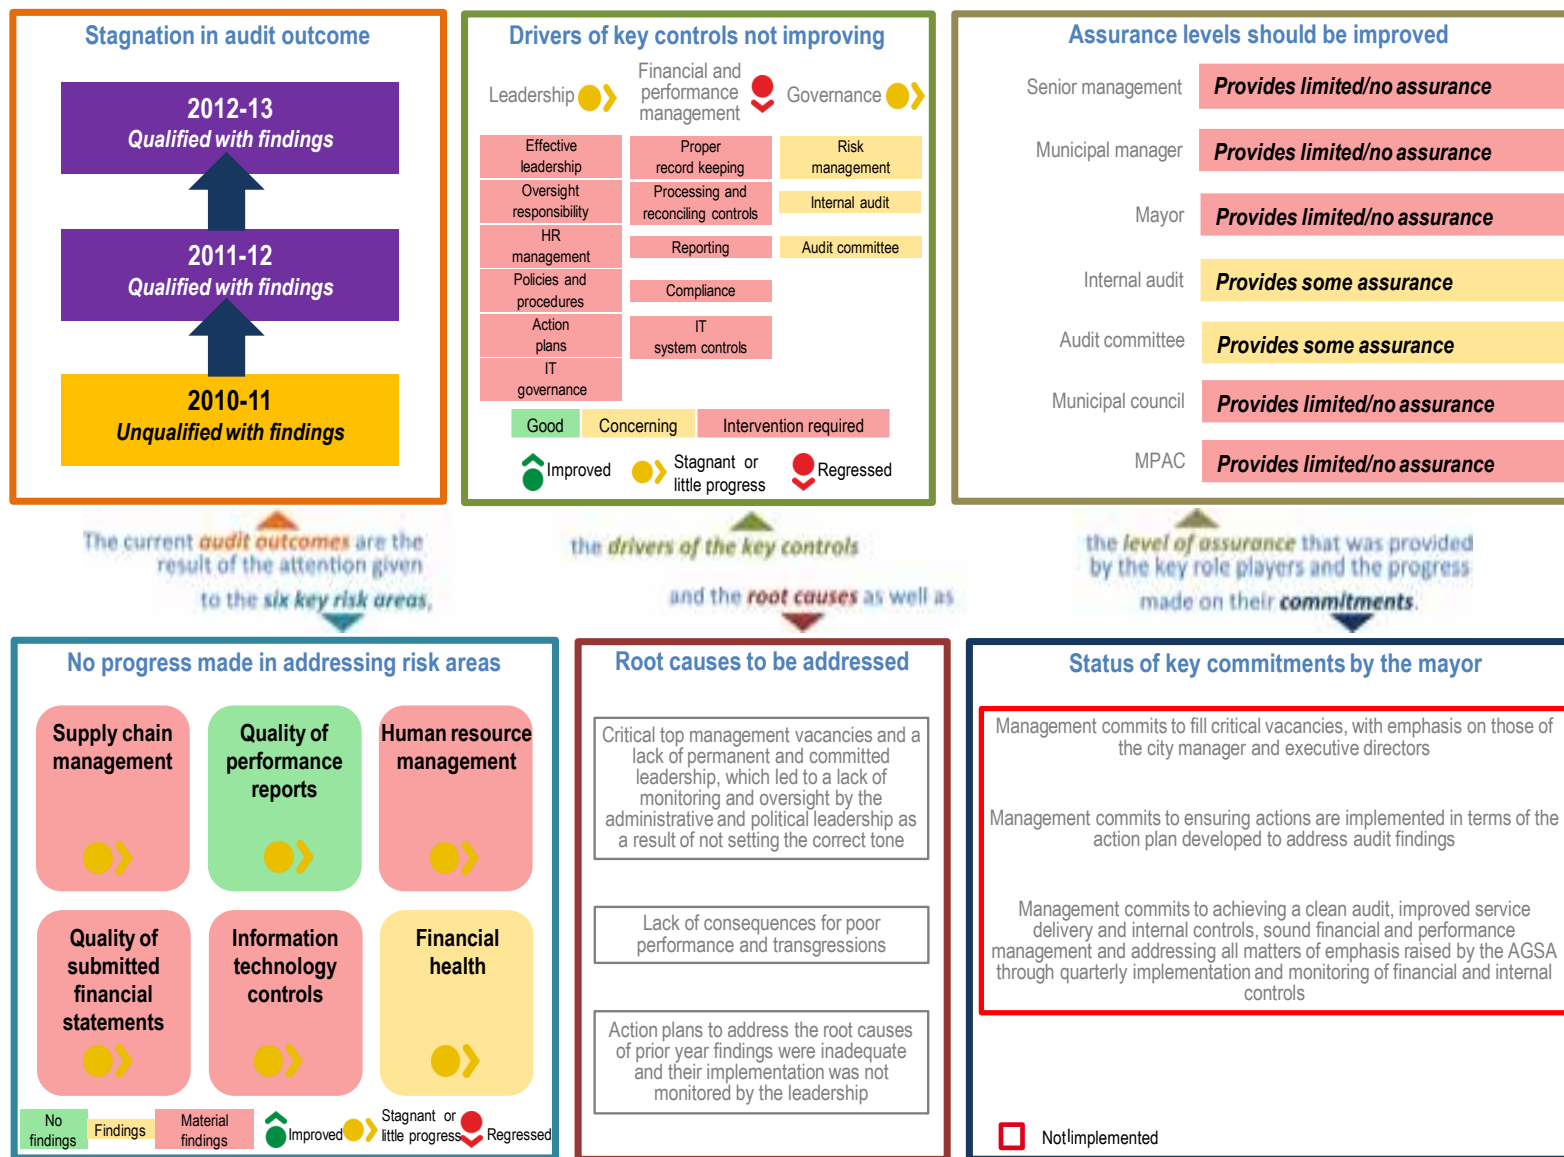 Stagnation in audit outcome
2012-13
Qualified with findings
2011-12
Qualified with findings
2010-11
Unqualified with findings
Drivers of key controls not improving
Leadership
Financial and
performance
management
Governance
Effective
leadership
Oversight
responsibility
HR
management
Policies and
procedures
Action
plans
IT
governance
Proper
record keeping
Processing and
reconciling controls
Reporting
Compliance
IT
system controls
Risk
management
Internal audit
Audit committee
Good
Concerning
Intervention required
Improved
Stagnant or
little progress
Regressed
Assurance levels should be improved
Senior management
Provides limited/no assurance
Municipal manager
Provides limited/no assurance
Mayor
Provides limited/no assurance
Internal audit
Provides some assurance
Audit committee
Provides some assurance
Municipal council
Provides limited/no assurance
MPAC
Provides limited/no assurance
The current audit outcomes are the
result of the attention given
to the six key risk areas,
the drivers of the key controls
and the root causes as well as
the level of assurance that was provided
by the key role players and the progress
made on their commitments.
No progress made in addressing risk areas
Supply chain
management
Quality of
performance
reports
Human resource
management
Quality of
submitted
financial
statements
Information
technology
controls
Financial
health
No
findings
Findings
Material
findings
Improved
Stagnant or
little progress
Regressed
Root causes to be addressed
Critical top management vacancies and a
lack of permanent and committed
leadership, which led to a lack of
monitoring and oversight by the
administrative and political leadership as
a result of not setting the correct tone
Lack of consequences for poor
performance and transgressions
Action plans to address the root causes
of prior year findings were inadequate
and their implementation was not
monitored by the leadership
Status of key commitments by the mayor
Management commits to fill critical vacancies, with emphasis on those of
the city manager and executive directors
Management commits to ensuring actions are implemented in terms of the
action plan developed to address audit findings
Management commits to achieving a clean audit, improved service
delivery and internal controls, sound financial and performance
management and addressing all matters of emphasis raised by the AGSA
through quarterly implementation and monitoring of financial and internal
controls
Not implemented